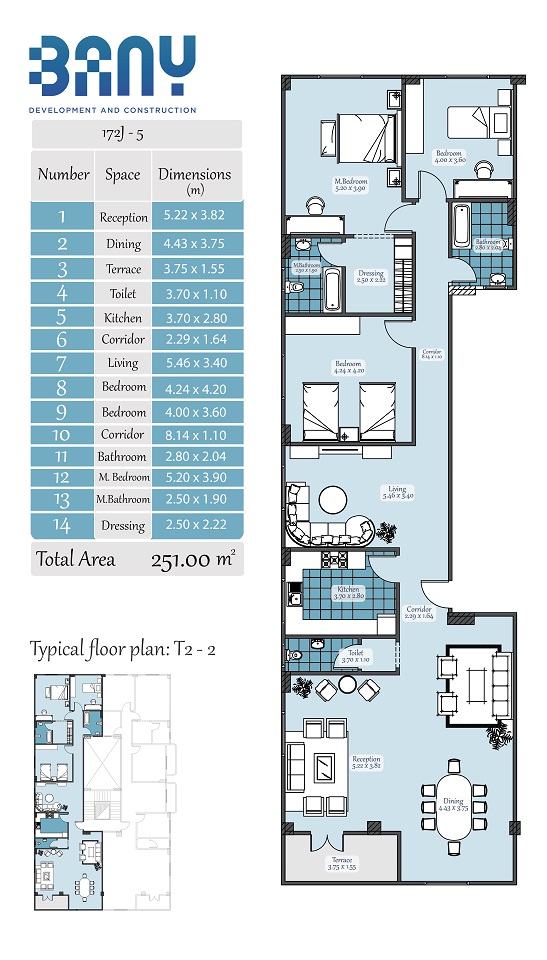 BANY
DEVELOPMENT AND CONSTRUCTION
172J - 5
Number Space Dimensions (m)
1 Reception 5.22 x 3.82
2 Dining 4.43 x 3.75
3 Terrace 3.75 x 1.55
4 Toilet 3.70 x 1.10
5 Kitchen 3.70 x 2.80
6 Corridor 2.29 x 1.64
7 Living 5.46 x 3.40
8 Bedroom 4.24 x 4.20
9 Bedroom 4.00 x 3.60
10 Corridor 8.14 x 1.10
11 Bathroom 2.80 x 2.04
12 M. Bedroom 5.20 x 3.90
13 M.Bathroom 2.50 x 1.90
14 Dressing 2.50 x 2.22
Total Area 251.00 m²
Typical floor plan: T2 - 2
Bedroom
4.00 x 3.60
M.Bedroom
5.20 x 3.90
Bathroom
2.80 x 2.04
M.Bathroom
2.50 x 1.90
Dressing
2.50 x 2.22
Corridor
8.14 x 1.10
Bedroom
4.24 x 4.20
Living
5.46 x 3.40
Kitchen
3.70 x 2.80
Corridor
2.29 x 1.64
Toilet
3.70 x 1.10
Reception
5.22 x 3.82
Dining
4.43 x 3.75
Terrace
3.75 x 1.55